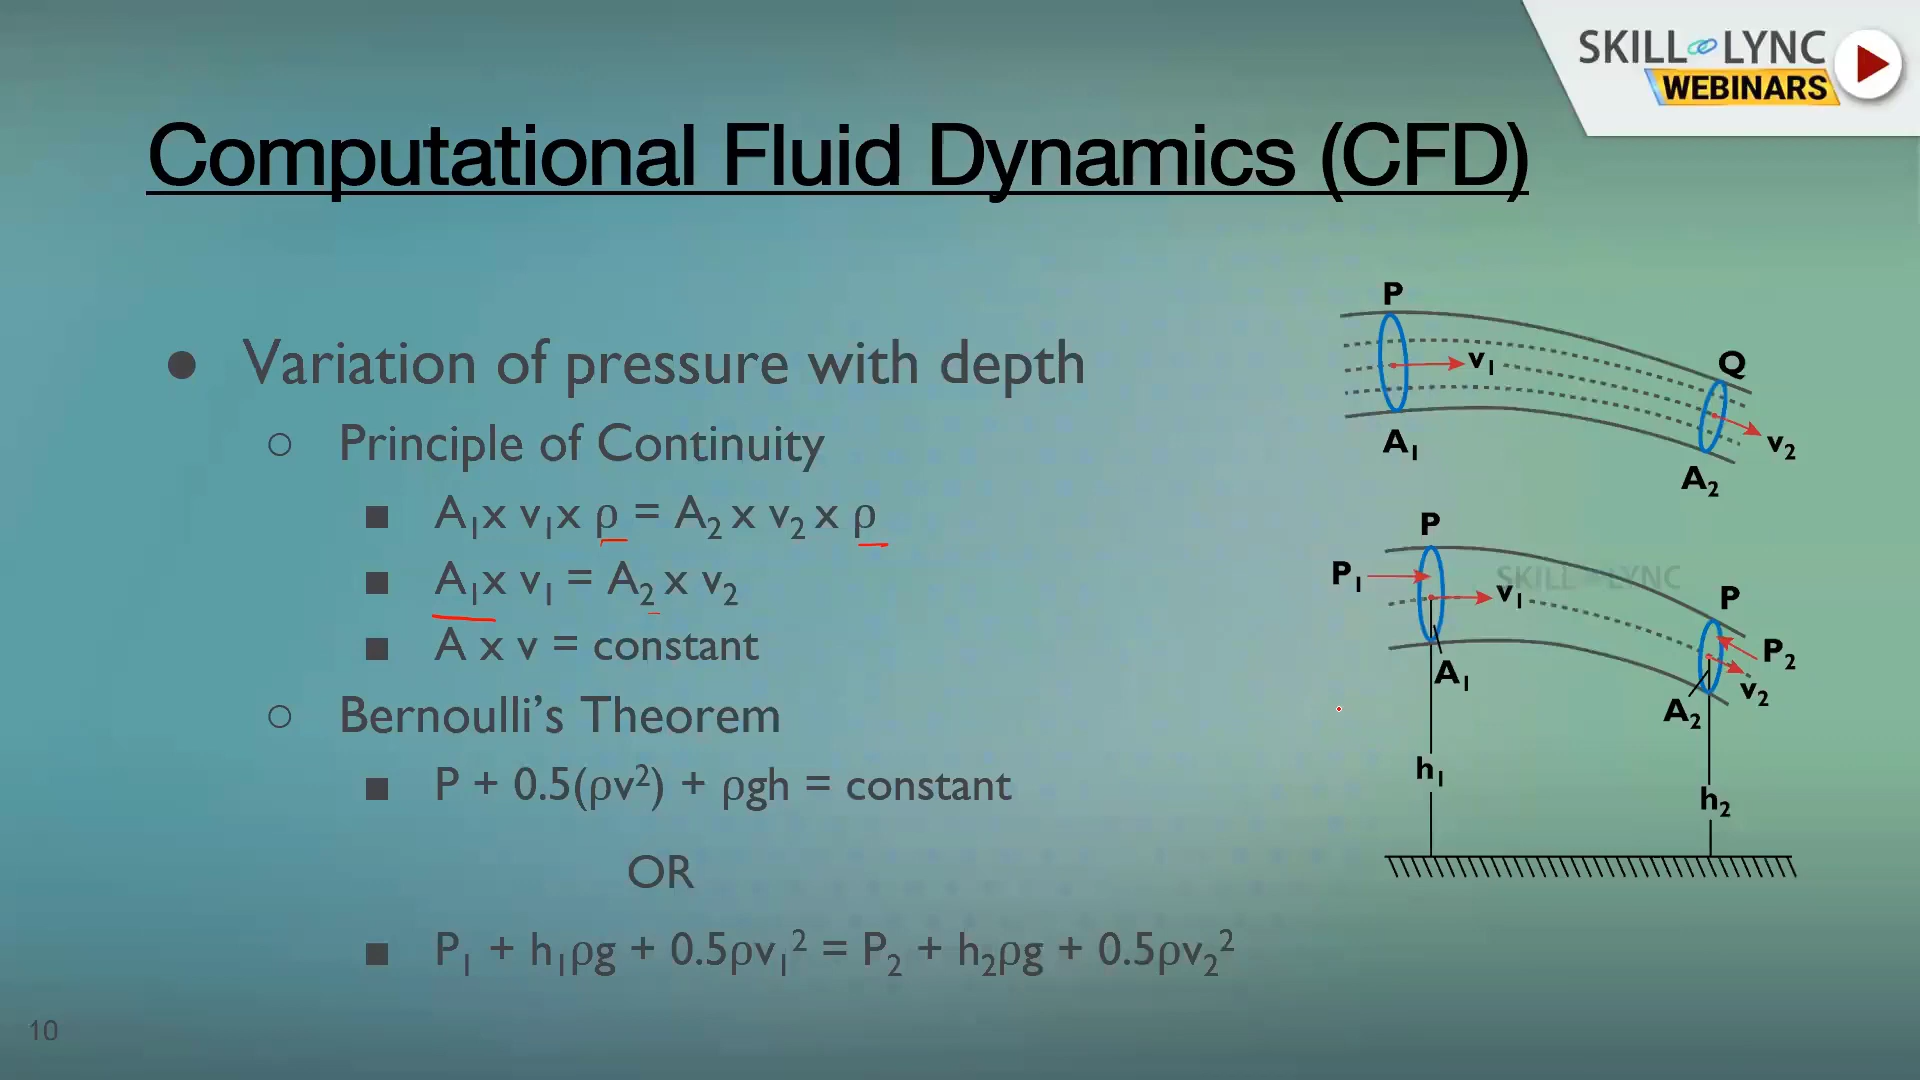 SKILL LYNC
WEBINARS
Computational Fluid Dynamics (CFD)
● Variation of pressure with depth
○ Principle of Continuity
■ A₁x v₁x ρ = A₂ x v₂ x ρ
■ A₁x v₁ = A₂ x v₂
■ A x v = constant
○ Bernoulli’s Theorem
■ P + 0.5(ρv²) + ρgh = constant
OR
■ P₁ + h₁ρg + 0.5ρv₁² = P₂ + h₂ρg + 0.5ρv₂²
P
v₁
Q
A₁
v₂
A₂
P
P₁
SKILL LYNC
v₁
P
P₂
A₁
v₂
A₂
h₁
h₂
10